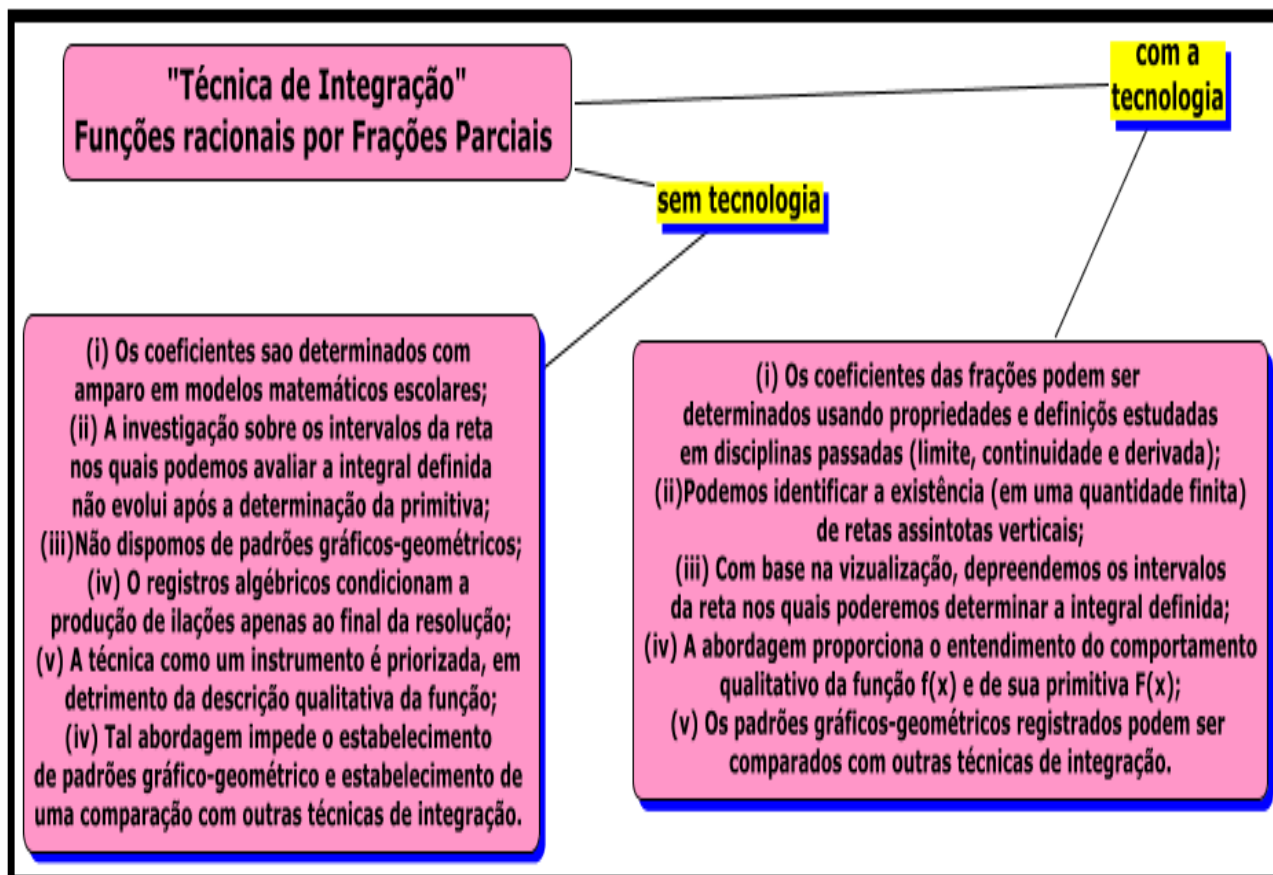 "Técnica de Integração"
Funções racionais por Frações Parciais
com a
tecnologia
sem tecnologia
(i) Os coeficientes sao determinados com
amparo em modelos matemáticos escolares;
(ii) A investigação sobre os intervalos da reta
nos quais podemos avaliar a integral definida
não evolui após a determinação da primitiva;
(iii)Não dispomos de padrões gráficos-geométricos;
(iv) O registros algébricos condicionam a
produção de ilações apenas ao final da resolução;
(v) A técnica como um instrumento é priorizada, em
detrimento da descrição qualitativa da função;
(iv) Tal abordagem impede o estabelecimento
de padrões gráfico-geométrico e estabelecimento de
uma comparação com outras técnicas de integração.
(i) Os coeficientes das frações podem ser
determinados usando propriedades e definiçõs estudadas
em disciplinas passadas (limite, continuidade e derivada);
(ii)Podemos identificar a existência (em uma quantidade finita)
de retas assintotas verticais;
(iii) Com base na vizualização, depreendemos os intervalos
da reta nos quais poderemos determinar a integral definida;
(iv) A abordagem proporciona o entendimento do comportamento
qualitativo da função f(x) e de sua primitiva F(x);
(v) Os padrões gráficos-geométricos registrados podem ser
comparados com outras técnicas de integração.